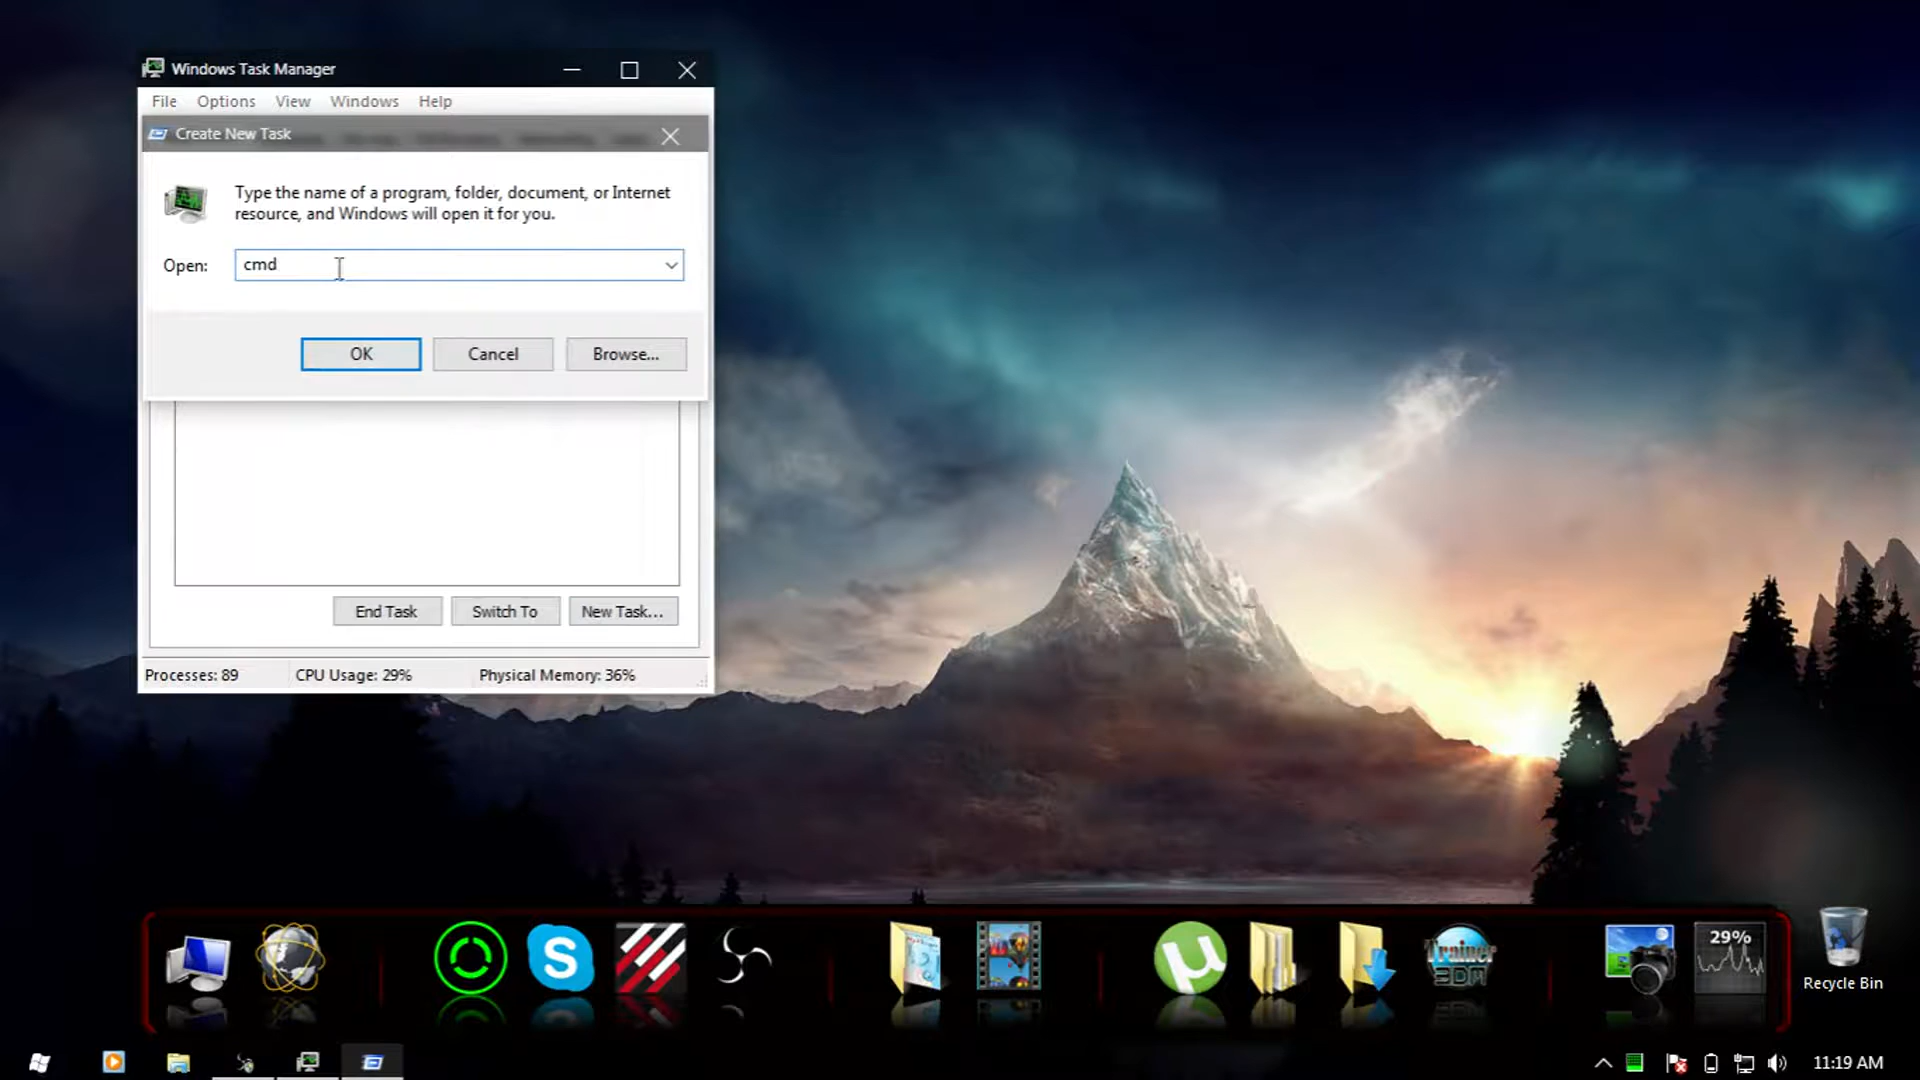 Windows Task Manager
File Options View Windows Help
Create New Task
Type the name of a program, folder, document, or Internet
resource, and Windows will open it for you.
Open: cmd
OK Cancel Browse...
End Task Switch To New Task...
Processes: 89 CPU Usage: 29% Physical Memory: 36%
S
µ
Trainer
3DM
29%
Recycle Bin
11:19 AM